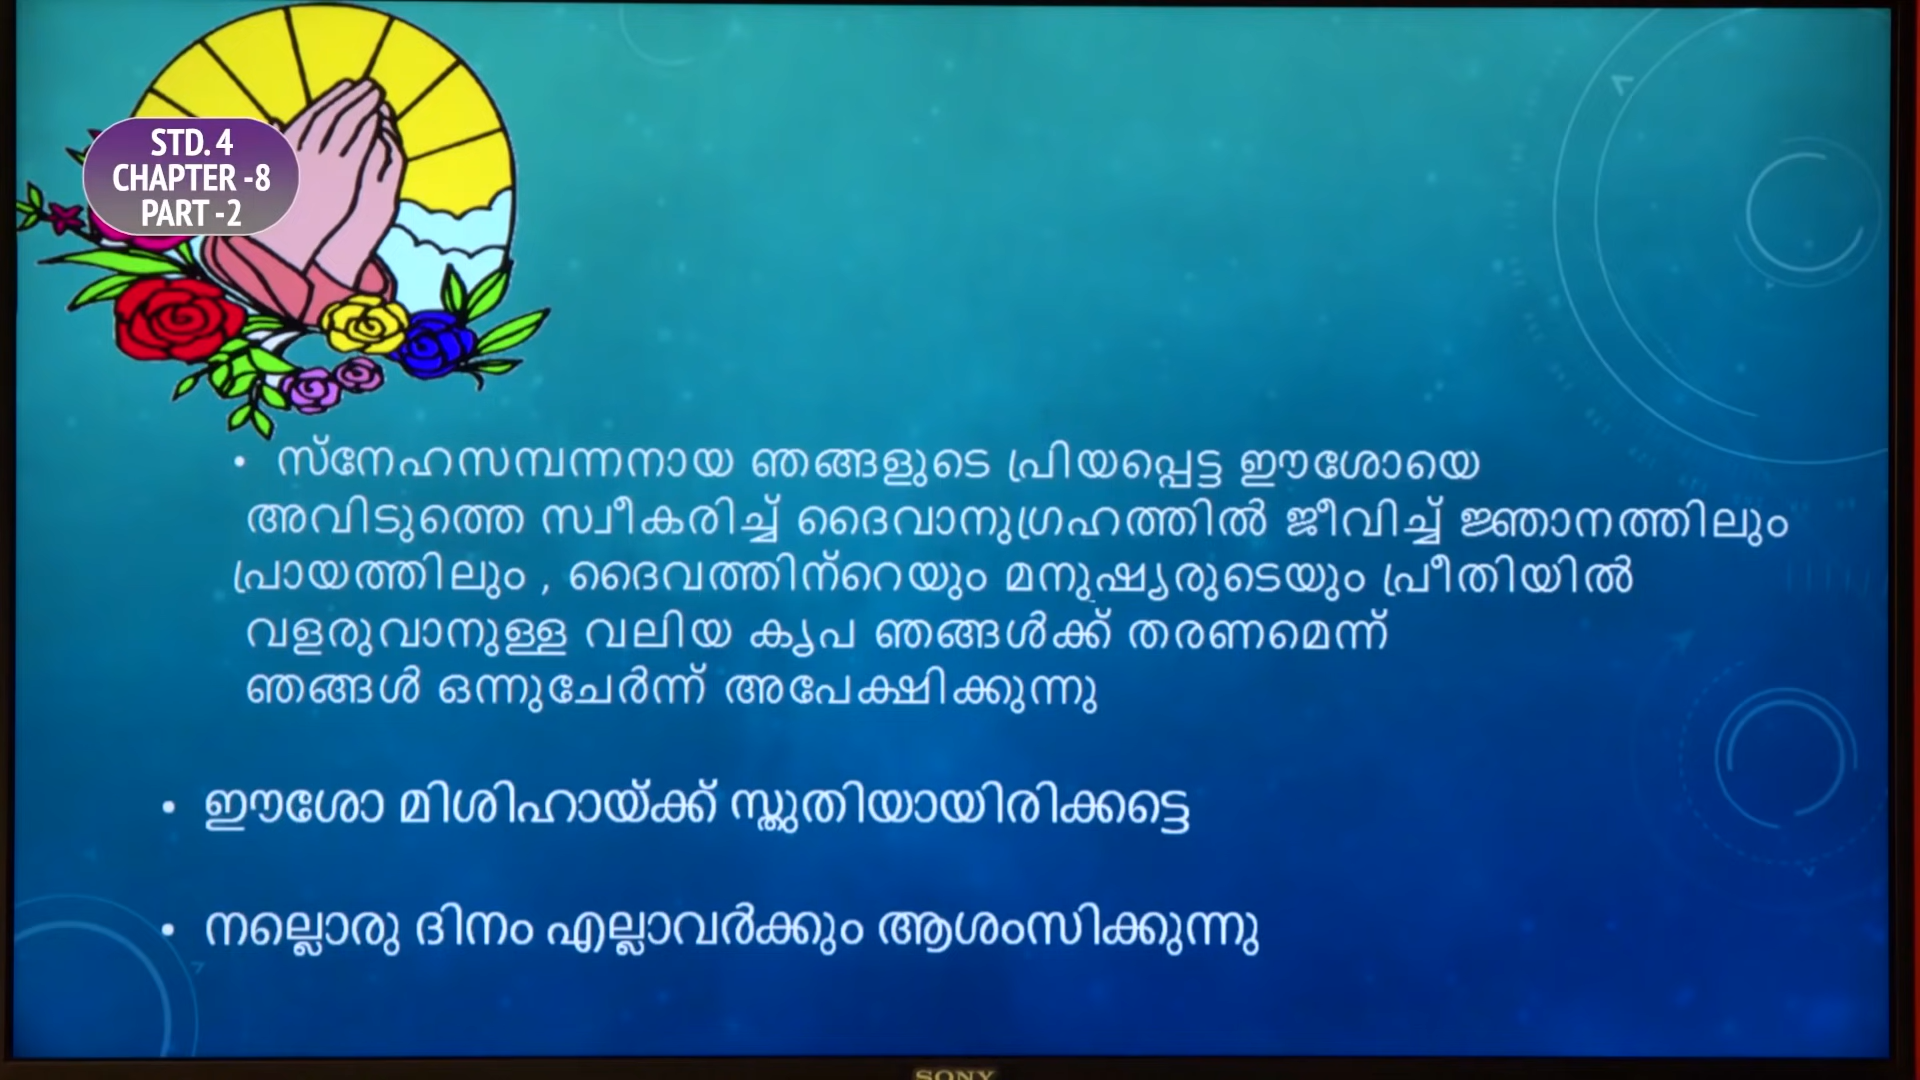 STD. 4
CHAPTER -8
PART -2
• സ്നേഹസമ്പന്നനായ ഞങ്ങളുടെ പ്രിയപ്പെട്ട ഈശോയെ
അവിടുത്തെ സ്വീകരിച്ച് ദൈവാനുഗ്രഹത്തിൽ ജീവിച്ച് ജ്ഞാനത്തിലും
പ്രായത്തിലും , ദൈവത്തിന്റെയും മനുഷ്യരുടെയും പ്രീതിയിൽ
വളരുവാനുള്ള വലിയ കൃപ ഞങ്ങൾക്ക് തരണമെന്ന്
ഞങ്ങൾ ഒന്നുചേർന്ന് അപേക്ഷിക്കുന്നു
• ഈശോ മിശിഹായ്ക്ക് സ്തുതിയായിരിക്കട്ടെ
• നല്ലൊരു ദിനം എല്ലാവർക്കും ആശംസിക്കുന്നു
SONY